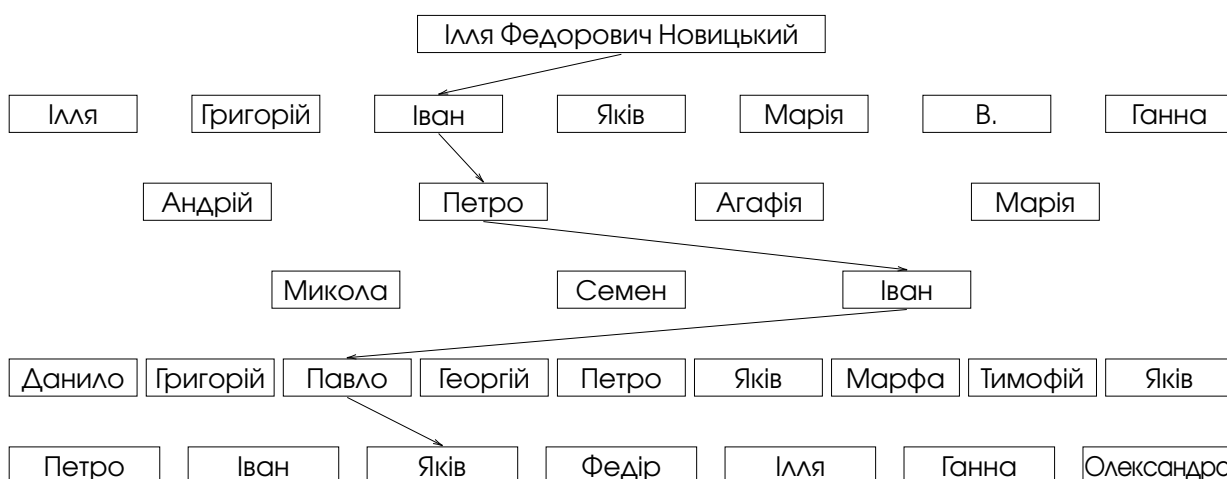 Ілля Федорович Новицький
Ілля Григорій Іван Яків Марія В. Ганна
Андрій Петро Агафія Марія
Микола Семен Іван
Данило Григорій Павло Георгій Петро Яків Марфа Тимофій Яків
Петро Іван Яків Федір Ілля Ганна Олександра